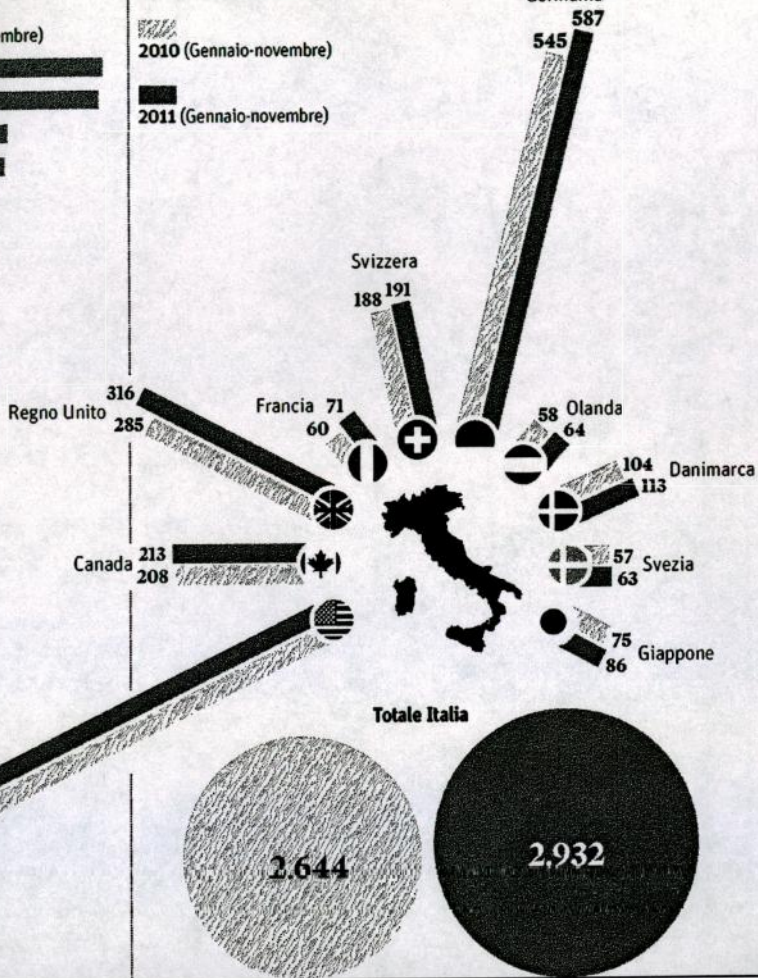 mbre)
2010 (Gennaio-novembre)
2011 (Gennaio-novembre)
587
545
Svizzera
188 191
316
Regno Unito
285
Francia 71
60
58 Olanda
64
104 Danimarca
113
Canada 213
208
57 Svezia
63
75 Giappone
86
Totale Italia
2.644
2.932